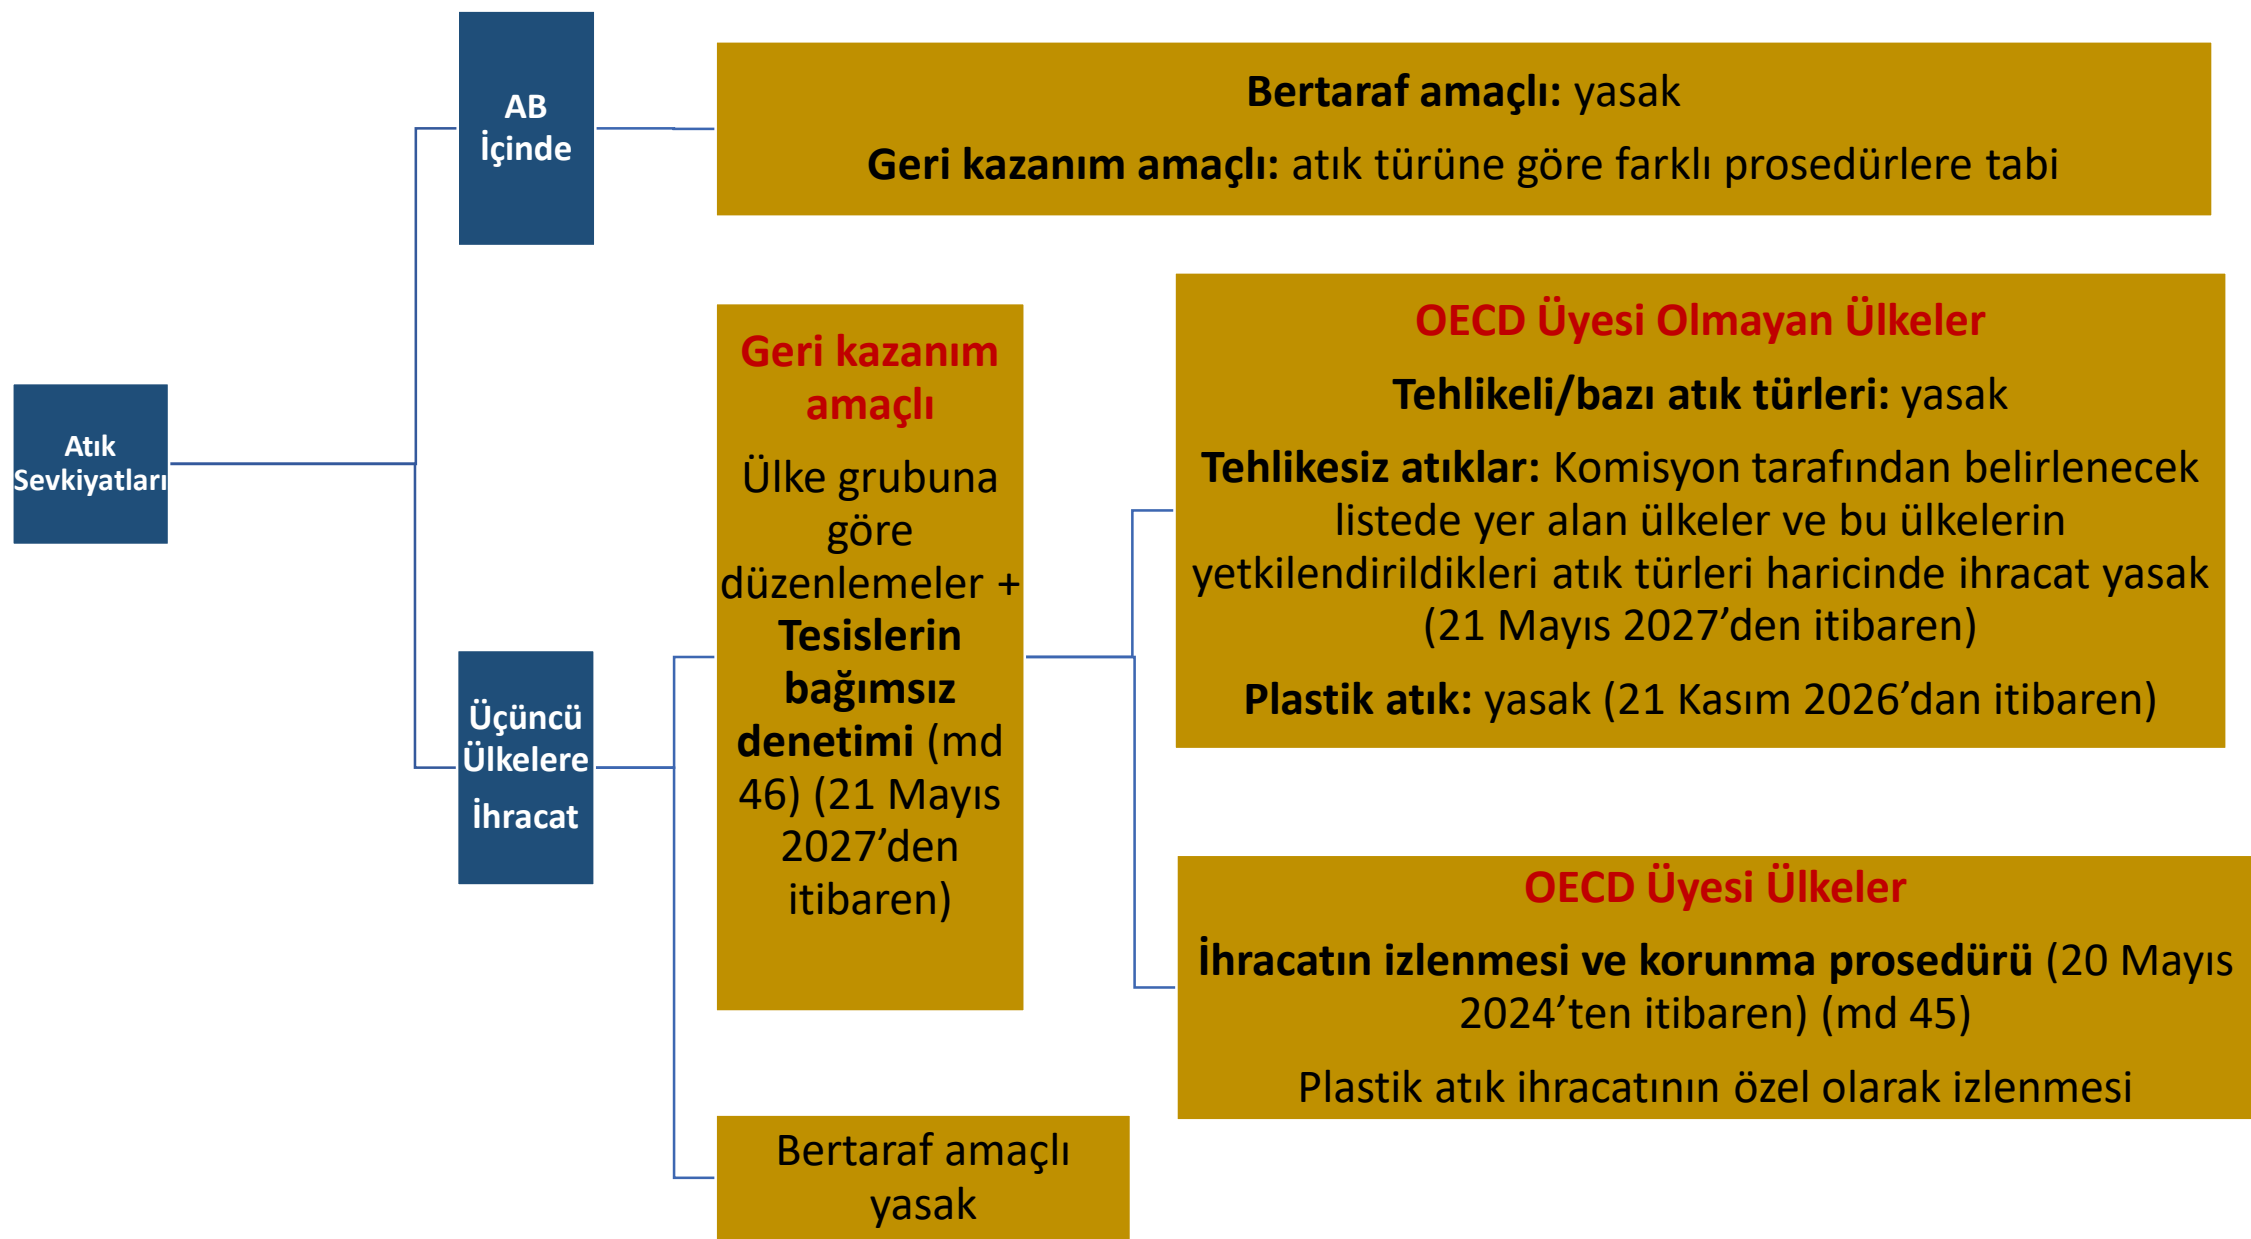 Atık
Sevkiyatları
AB
İçinde
Bertaraf amaçlı: yasak
Geri kazanım amaçlı: atık türüne göre farklı prosedürlere tabi
Üçüncü
Ülkelere
İhracat
Geri kazanım
amaçlı
Ülke grubuna
göre
düzenlemeler +
Tesislerin
bağımsız
denetimi (md
46) (21 Mayıs
2027’den
itibaren)
OECD Üyesi Olmayan Ülkeler
Tehlikeli/bazı atık türleri: yasak
Tehlikesiz atıklar: Komisyon tarafından belirlenecek
listede yer alan ülkeler ve bu ülkelerin
yetkilendirildikleri atık türleri haricinde ihracat yasak
(21 Mayıs 2027’den itibaren)
Plastik atık: yasak (21 Kasım 2026’dan itibaren)
OECD Üyesi Ülkeler
İhracatın izlenmesi ve korunma prosedürü (20 Mayıs
2024’ten itibaren) (md 45)
Plastik atık ihracatının özel olarak izlenmesi
Bertaraf amaçlı
yasak